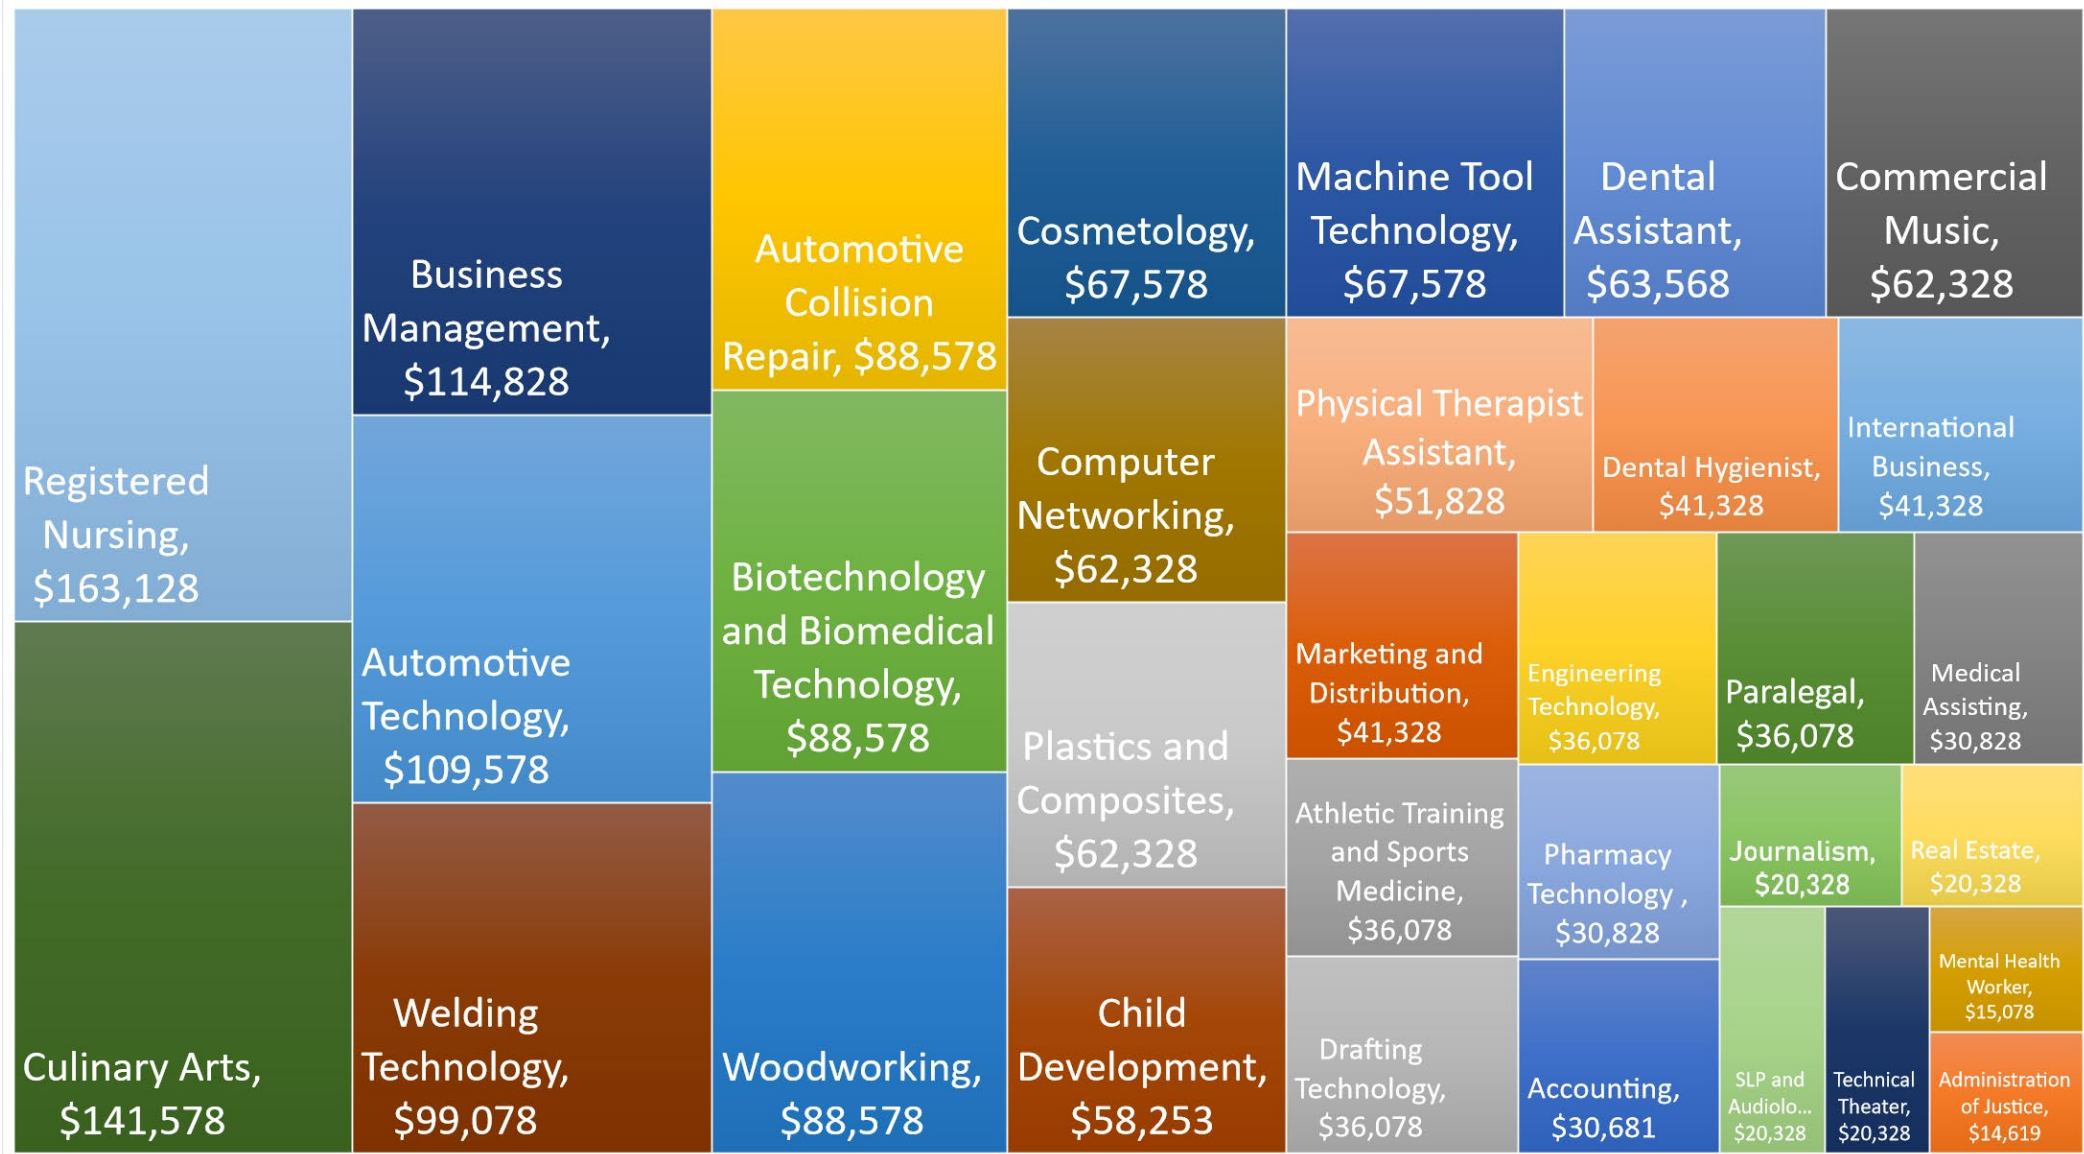 Registered
Nursing,
$163,128
Culinary Arts,
$141,578
Business
Management,
$114,828
Automotive
Technology,
$109,578
Welding
Technology,
$99,078
Automotive
Collision
Repair, $88,578
Biotechnology
and Biomedical
Technology,
$88,578
Woodworking,
$88,578
Cosmetology,
$67,578
Computer
Networking,
$62,328
Plastics and
Composites,
$62,328
Child
Development,
$58,253
Machine Tool
Technology,
$67,578
Dental
Assistant,
$63,568
Commercial
Music,
$62,328
Physical Therapist
Assistant,
$51,828
Dental Hygienist,
$41,328
International
Business,
$41,328
Marketing and
Distribution,
$41,328
Athletic Training
and Sports
Medicine,
$36,078
Drafting
Technology,
$36,078
Engineering
Technology,
$36,078
Paralegal,
$36,078
Medical
Assisting,
$30,828
Pharmacy
Technology ,
$30,828
Accounting,
$30,681
Journalism,
$20,328
Real Estate,
$20,328
SLP and
Audiolo...
$20,328
Technical
Theater,
$20,328
Mental Health
Worker,
$15,078
Administration
of Justice,
$14,619